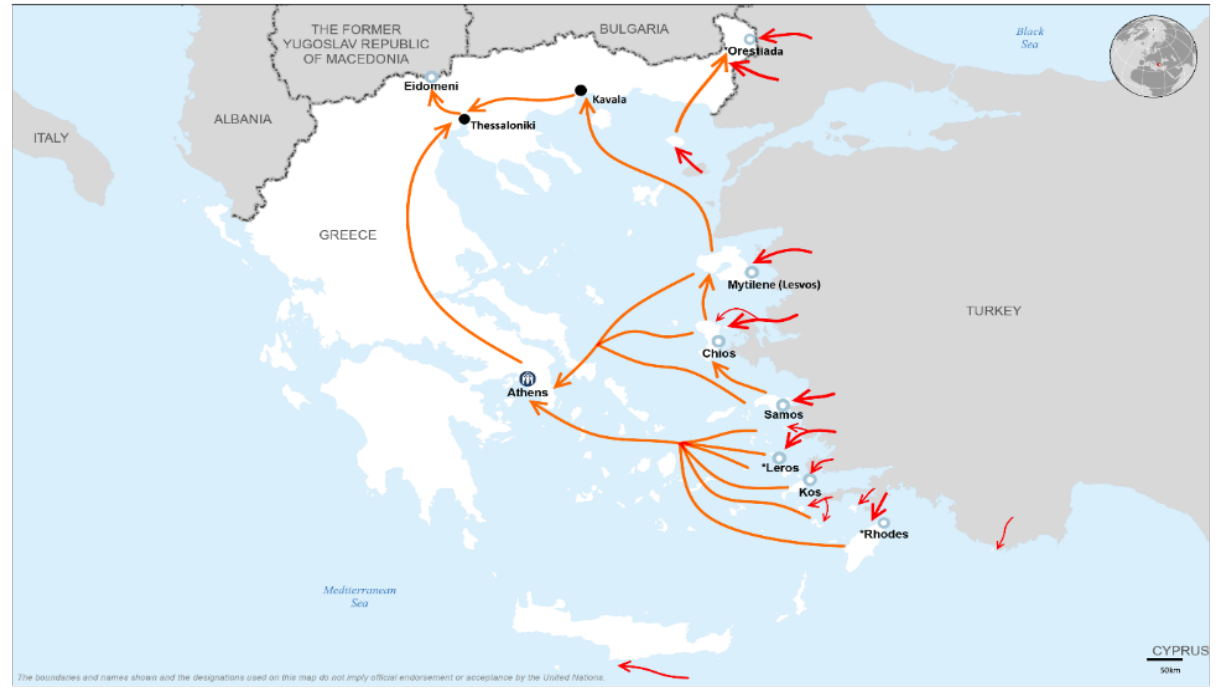 THE FORMER
YUGOSLAV REPUBLIC
OF MACEDONIA
BULGARIA
Black
Sea
*Orestiada
Eidomeni
Kavala
Thessaloniki
ALBANIA
ITALY
GREECE
Mytilene (Lesvos)
TURKEY
Chios
Athens
Samos
*Leros
Kos
*Rhodes
Mediterranean
Sea
CYPRUS
50km
The boundaries and names shown and the designations used on this map do not imply official endorsement or acceptance by the United Nations.